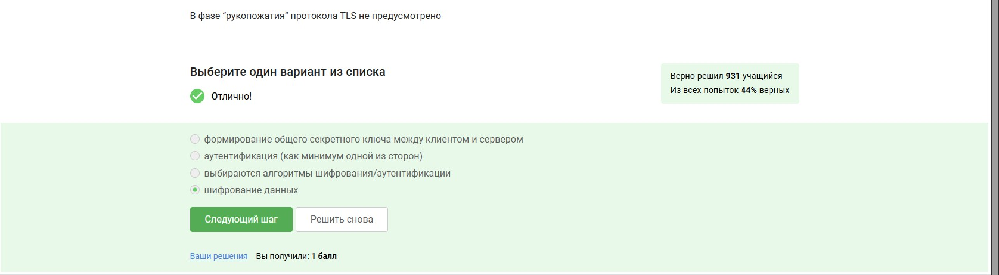 В фазе “рукопожатия” протокола TLS не предусмотрено
Выберите один вариант из списка
Отлично!
Верно решил 931 учащийся
Из всех попыток 44% верных
формирование общего секретного ключа между клиентом и сервером
аутентификация (как минимум одной из сторон)
выбираются алгоритмы шифрования/аутентификации
шифрование данных
Следующий шаг
Решить снова
Ваши решения Вы получили: 1 балл